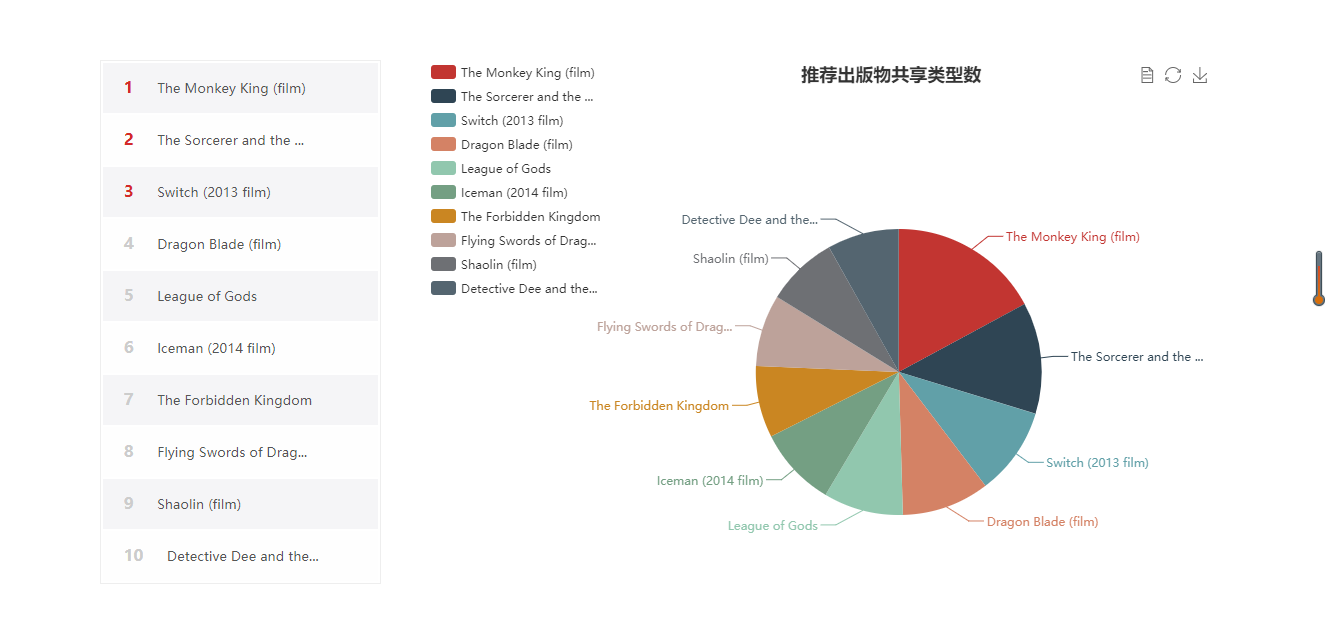 1 The Monkey King (film)
2 The Sorcerer and the ...
3 Switch (2013 film)
4 Dragon Blade (film)
5 League of Gods
6 Iceman (2014 film)
7 The Forbidden Kingdom
8 Flying Swords of Drag...
9 Shaolin (film)
10 Detective Dee and the...
The Monkey King (film)
The Sorcerer and the ...
Switch (2013 film)
Dragon Blade (film)
League of Gods
Iceman (2014 film)
The Forbidden Kingdom
Flying Swords of Drag...
Shaolin (film)
Detective Dee and the...
推荐出版物共享类型数
Detective Dee and the...
The Monkey King (film)
Shaolin (film)
Flying Swords of Drag...
The Sorcerer and the ...
The Forbidden Kingdom
Switch (2013 film)
Iceman (2014 film)
Dragon Blade (film)
League of Gods